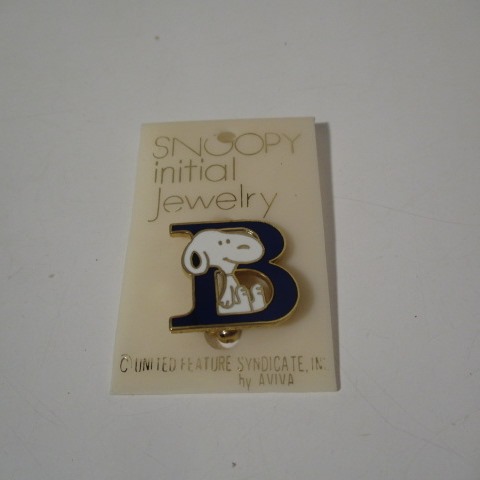 SNOOPY
initial
Jewelry
B
© UNITED FEATURE SYNDICATE, IN
by AVIVA